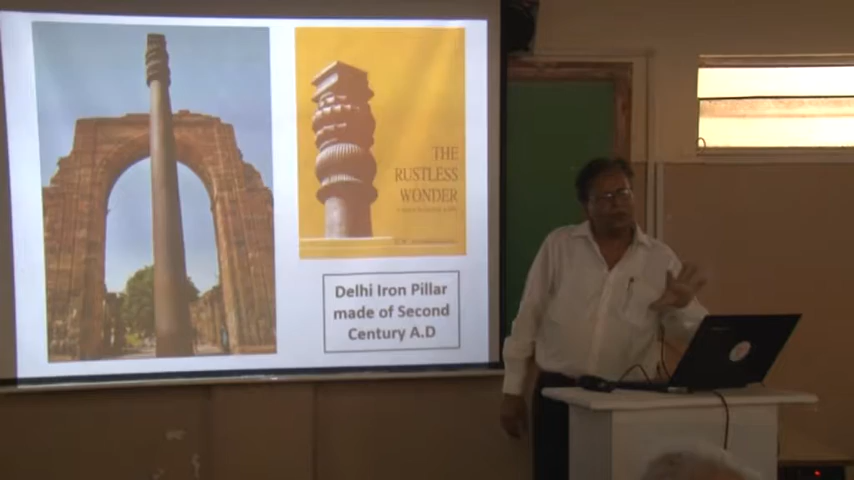 THE
RUSTLESS
WONDER
Delhi Iron Pillar
made of Second
Century A.D